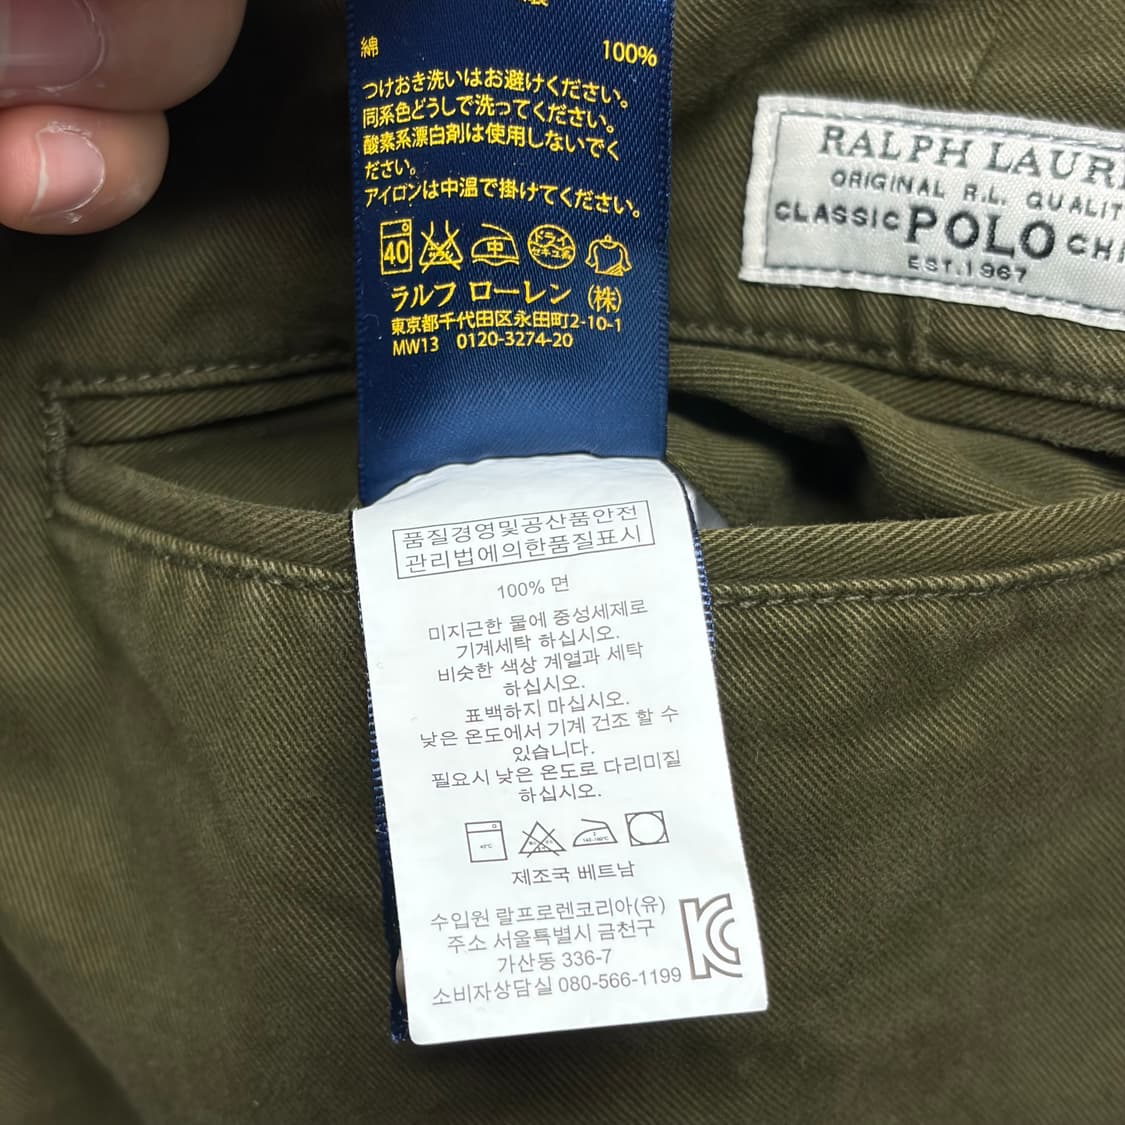 綿 100%
つけおき洗いはお避けください。
同系色どうしで洗ってください。
酸素系漂白剤は使用しないでく
ださい。
アイロンは中温で掛けてください。
40 中 ドライ セキユ系
ラルフ ローレン (株)
東京都千代田区永田町2-10-1
MW13 0120-3274-20
RALPH
ORIGINAL R.L.
CLASSIC POLO
EST.1967
품질경영및공산품안전
관리법에의한품질표시
100% 면
미지근한 물에 중성세제로
기계세탁 하십시오.
비슷한 색상 계열과 세탁
하십시오.
표백하지 마십시오.
낮은 온도에서 기계 건조 할 수
있습니다.
필요시 낮은 온도로 다리미질
하십시오.
제조국 베트남
수입원 랄프로렌코리아(유)
주소 서울특별시 금천구
가산동 336-7
소비자상담실 080-566-1199
KC